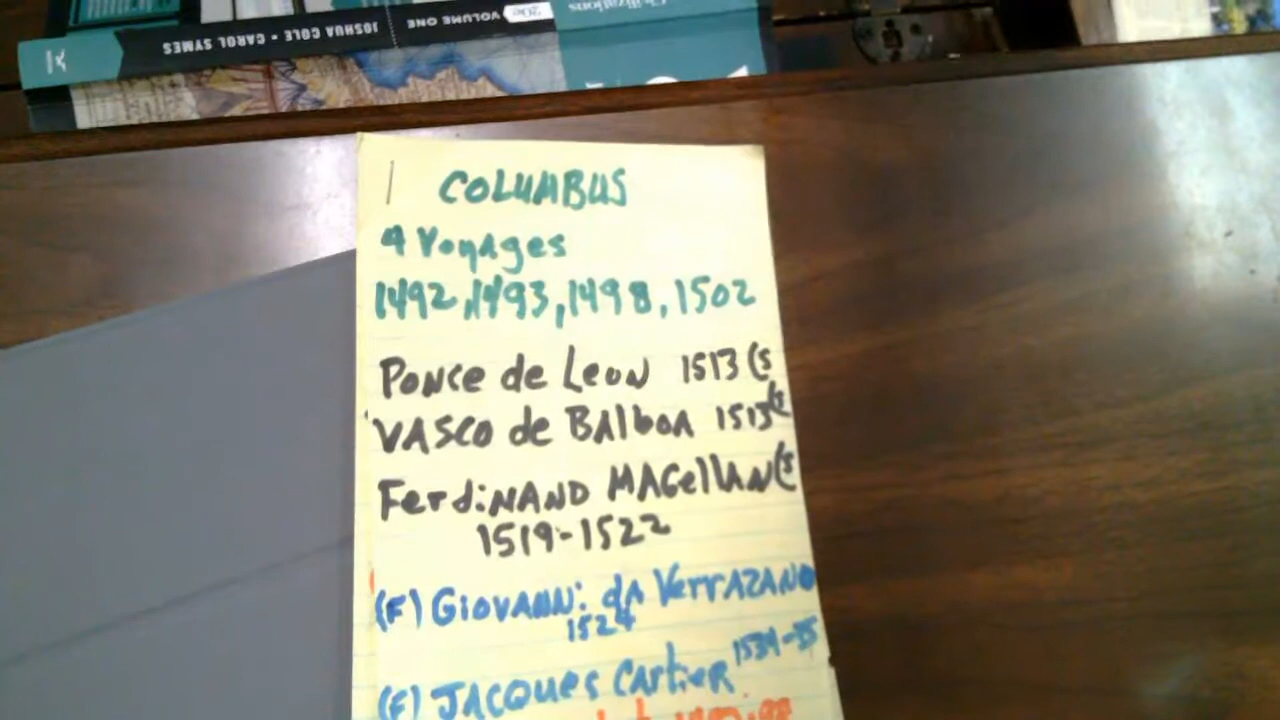 JOSHUA COLE • CAROL SYMES
VOLUME ONE
Civilizations
COLUMBUS
4 Voyages
1492, 1493, 1498, 1502
Ponce de Leon 1513 (S
VASCO de BAlboA 1513 (S
FerdiNAND MAGellAN (S
1519-1522
(F) GiovANNi dA VerrAZANO
1524
(F) JACQues CArtier 1534-35